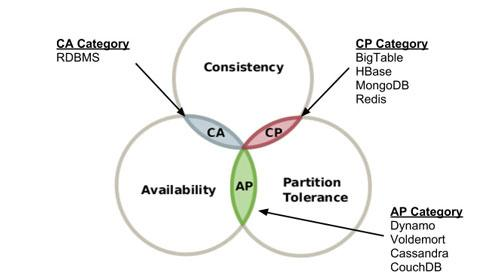 CA Category
RDBMS
CP Category
BigTable
HBase
MongoDB
Redis
Consistency
CA
CP
Availability
AP
Partition
Tolerance
AP Category
Dynamo
Voldemort
Cassandra
CouchDB